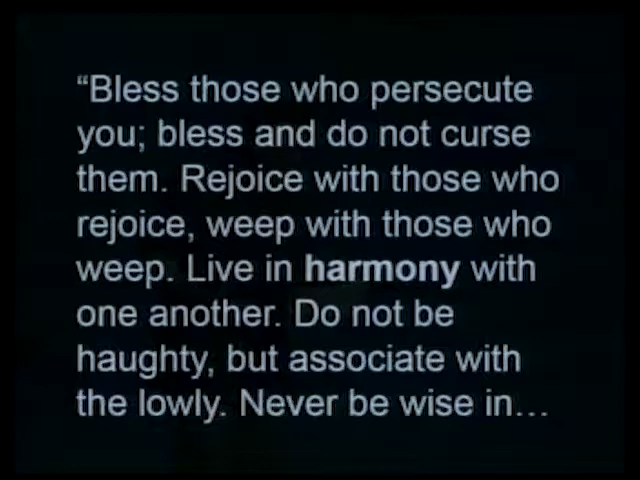 “Bless those who persecute
you; bless and do not curse
them. Rejoice with those who
rejoice, weep with those who
weep. Live in harmony with
one another. Do not be
haughty, but associate with
the lowly. Never be wise in…